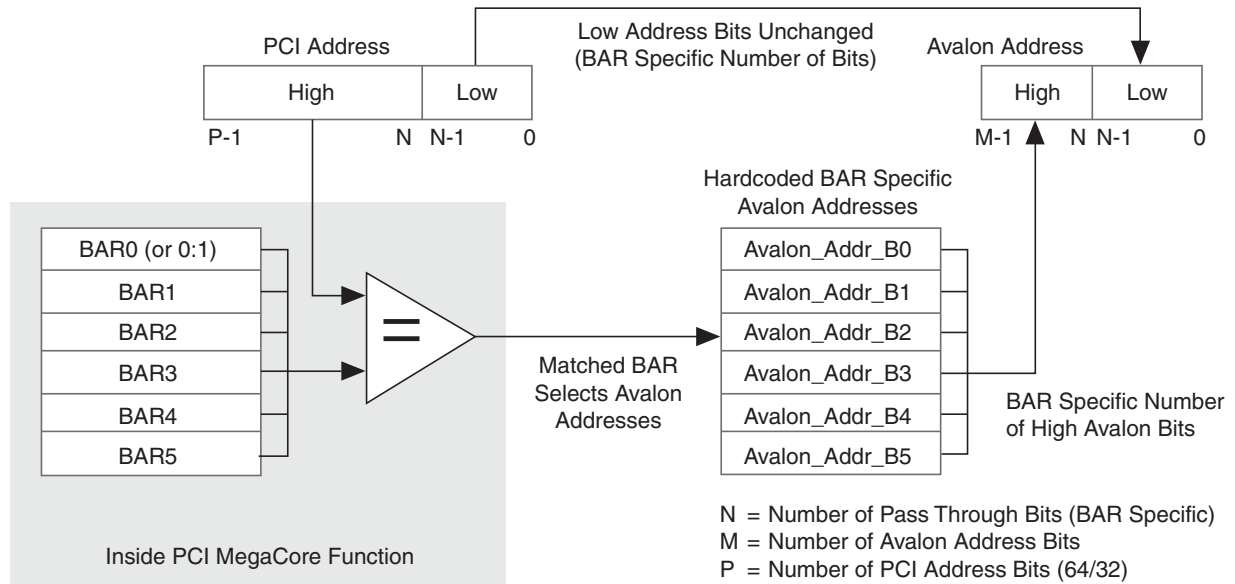 PCI Address
Low Address Bits Unchanged
(BAR Specific Number of Bits)
Avalon Address
High
Low
High
Low
P-1
N
N-1
0
M-1
N
N-1
0
Hardcoded BAR Specific
Avalon Addresses
BAR0 (or 0:1)
BAR1
BAR2
BAR3
BAR4
BAR5
=
Matched BAR
Selects Avalon
Addresses
Avalon_Addr_B0
Avalon_Addr_B1
Avalon_Addr_B2
Avalon_Addr_B3
Avalon_Addr_B4
Avalon_Addr_B5
BAR Specific Number
of High Avalon Bits
Inside PCI MegaCore Function
N = Number of Pass Through Bits (BAR Specific)
M = Number of Avalon Address Bits
P = Number of PCI Address Bits (64/32)